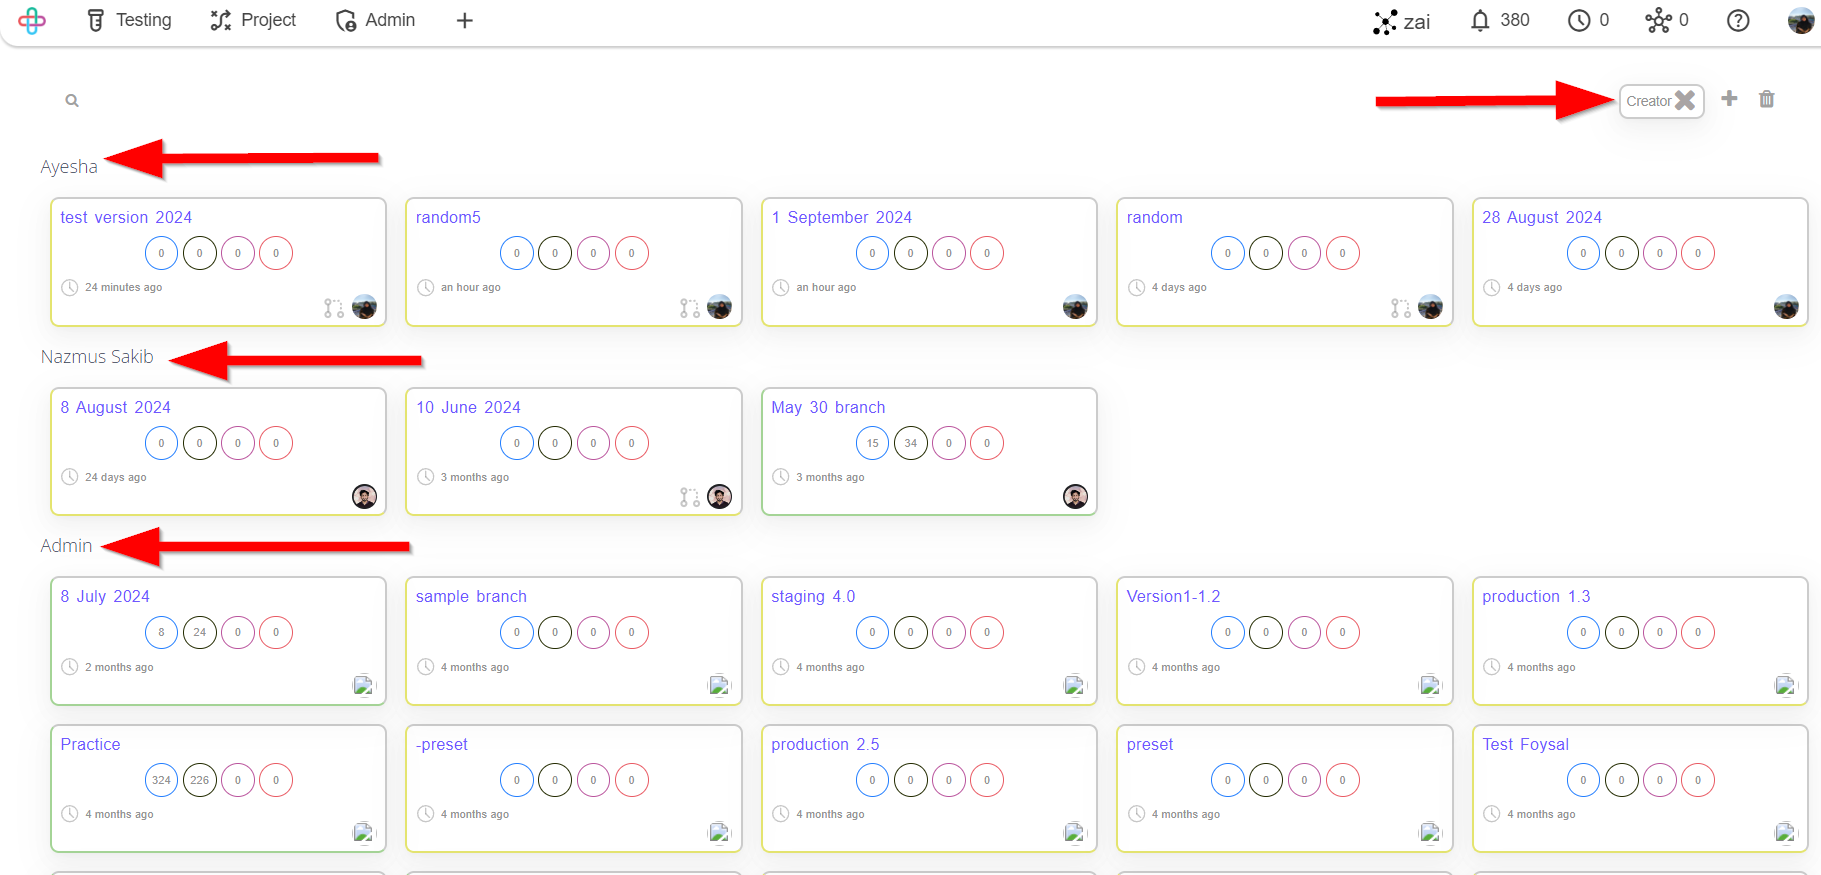 Testing Project Admin zai 380 0 0
Creator
Ayesha
test version 2024 random5 1 September 2024 random 28 August 2024
0 0 0 0 0 0 0 0 0 0 0 0 0 0 0 0 0 0 0 0
24 minutes ago an hour ago an hour ago 4 days ago 4 days ago
Nazmus Sakib
8 August 2024 10 June 2024 May 30 branch
0 0 0 0 0 0 0 0 15 34 0 0
24 days ago 3 months ago 3 months ago
Admin
8 July 2024 sample branch staging 4.0 Version1-1.2 production 1.3
8 24 0 0 0 0 0 0 0 0 0 0 0 0 0 0 0 0 0 0
2 months ago 4 months ago 4 months ago 4 months ago 4 months ago
Practice -preset production 2.5 preset Test Foysal
324 226 0 0 0 0 0 0 0 0 0 0 0 0 0 0 0 0 0 0
4 months ago 4 months ago 4 months ago 4 months ago 4 months ago